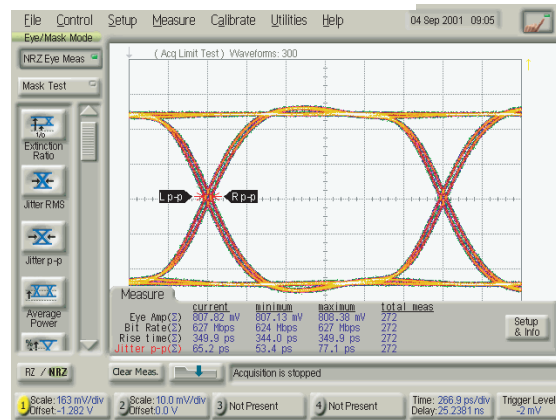 File Control Setup Measure Calibrate Utilities Help 04 Sep 2001 09:05
Eye/Mask Mode
NRZ Eye Meas
( Acq Limit Test ) Waveforms: 300
Mask Test
Extinction
Ratio
Jitter RMS
L p-p R p-p
Jitter p-p
Average
Power
Measure
current minimum maximum total meas
Eye Amp(Σ) 807.82 mV 807.13 mV 808.38 mV 272
Bit Rate(Σ) 627 Mbps 624 Mbps 627 Mbps 272
Rise time(Σ) 349.9 ps 344.0 ps 349.9 ps 272
Jitter p-p(Σ) 65.2 ps 53.4 ps 77.1 ps 272
Setup
& Info
RZ / NRZ
Clear Meas.
Acquisition is stopped
1 Scale:163 mV/div
Offset:-1.282 V
2 Scale:10.0 mV/div
Offset:0.0 V
3 Not Present
4 Not Present
Time: 266.9 ps/div
Delay:25.2381 ns
Trigger Level
-2 mV